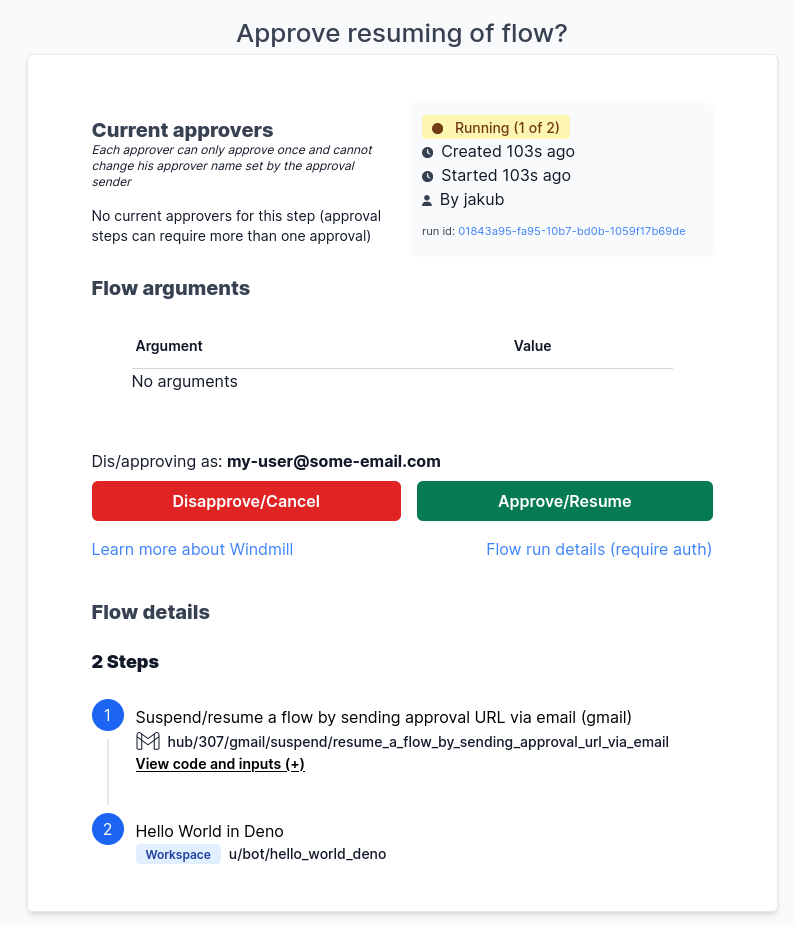 Approve resuming of flow?
Current approvers
Each approver can only approve once and cannot
change his approver name set by the approval
sender
No current approvers for this step (approval
steps can require more than one approval)
Running (1 of 2)
Created 103s ago
Started 103s ago
By jakub
run id: 01843a95-fa95-10b7-bd0b-1059f17b69de
Flow arguments
Argument Value
No arguments
Dis/approving as: my-user@some-email.com
Disapprove/Cancel Approve/Resume
Learn more about Windmill Flow run details (require auth)
Flow details
2 Steps
1 Suspend/resume a flow by sending approval URL via email (gmail)
hub/307/gmail/suspend/resume_a_flow_by_sending_approval_url_via_email
View code and inputs (+)
2 Hello World in Deno
Workspace u/bot/hello_world_deno